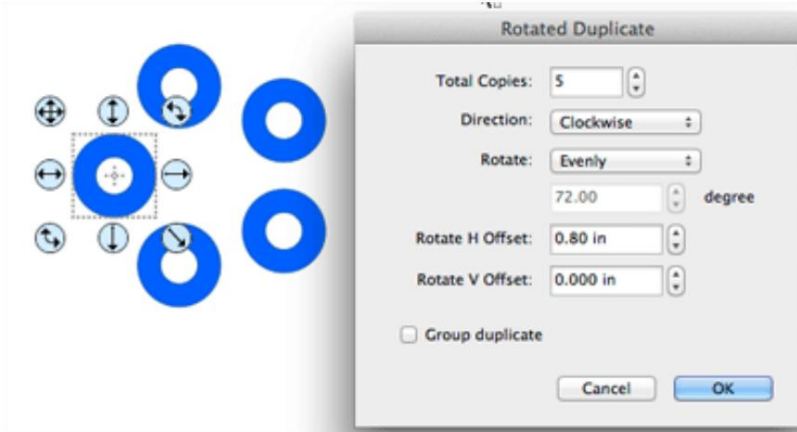 Rotated Duplicate
Total Copies: 5
Direction: Clockwise
Rotate: Evenly
72.00 degree
Rotate H Offset: 0.80 in
Rotate V Offset: 0.000 in
Group duplicate
Cancel OK